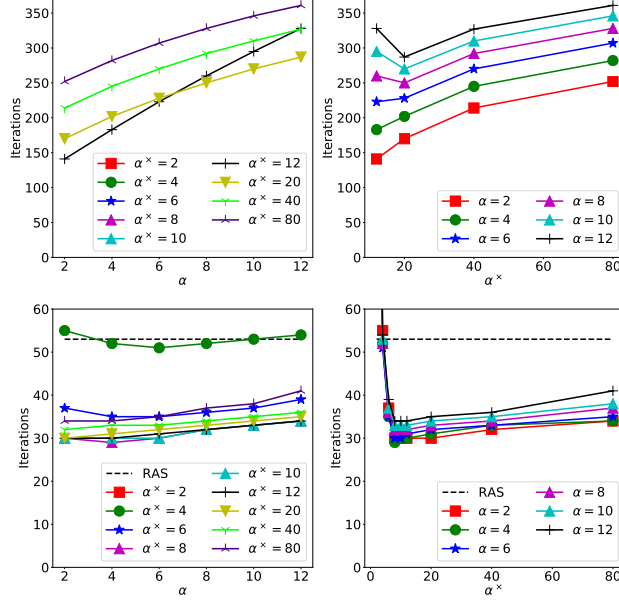 350
300
250
200
150
100
50
0
Iterations
2 4 6 8 10 12
α
α× = 2
α× = 4
α× = 6
α× = 8
α× = 10
α× = 12
α× = 20
α× = 40
α× = 80
350
300
250
200
150
100
50
0
Iterations
20 40 60 80
α×
α = 2
α = 4
α = 6
α = 8
α = 10
α = 12
60
50
40
30
20
10
0
Iterations
2 4 6 8 10 12
α
RAS
α× = 2
α× = 4
α× = 6
α× = 8
α× = 10
α× = 12
α× = 20
α× = 40
α× = 80
60
50
40
30
20
10
0
Iterations
0 20 40 60 80
α×
RAS
α = 2
α = 4
α = 6
α = 8
α = 10
α = 12